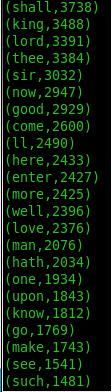 (shall,3738)
(king,3488)
(lord,3391)
(thee,3384)
(sir,3032)
(now,2947)
(good,2929)
(come,2600)
(ll,2490)
(here,2433)
(enter,2427)
(more,2425)
(well,2396)
(love,2376)
(man,2076)
(hath,2034)
(one,1934)
(upon,1843)
(know,1812)
(go,1769)
(make,1743)
(see,1541)
(such,1481)